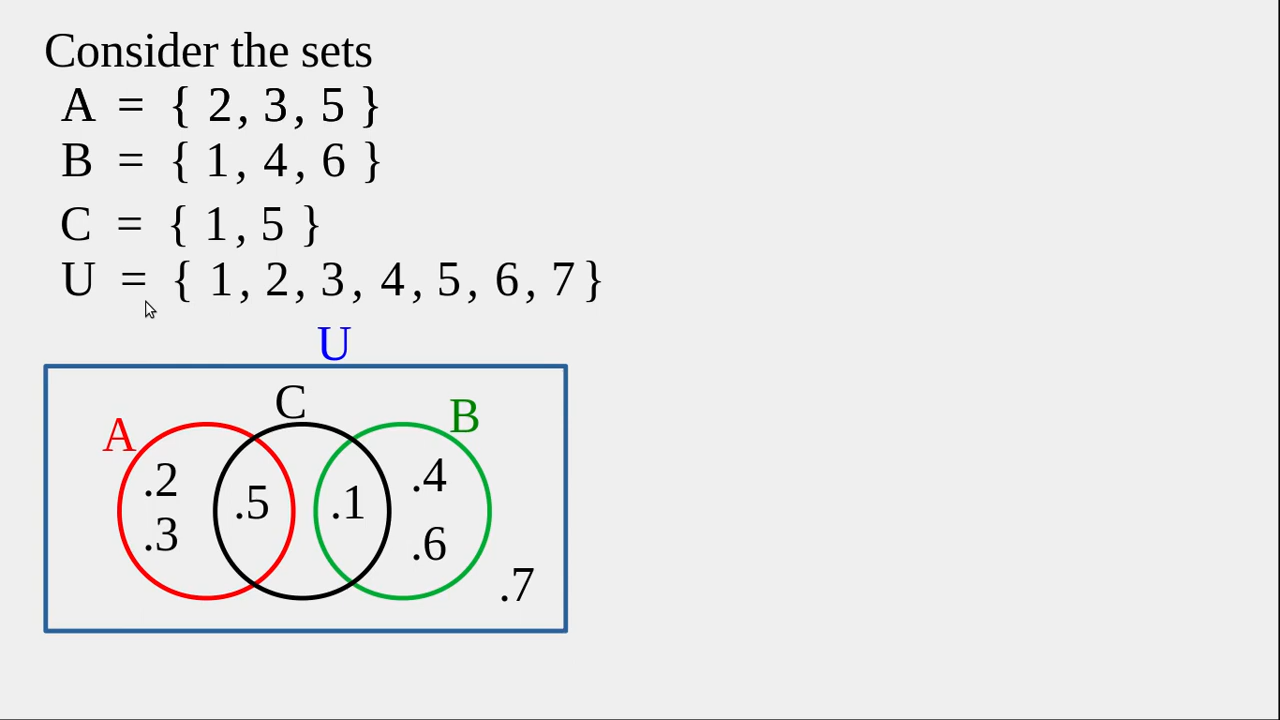 Consider the sets
A = { 2, 3, 5 }
B = { 1, 4, 6 }
C = { 1, 5 }
U = { 1, 2, 3, 4, 5, 6, 7 }
U
C
B
A
.2
.3
.5
.1
.4
.6
.7